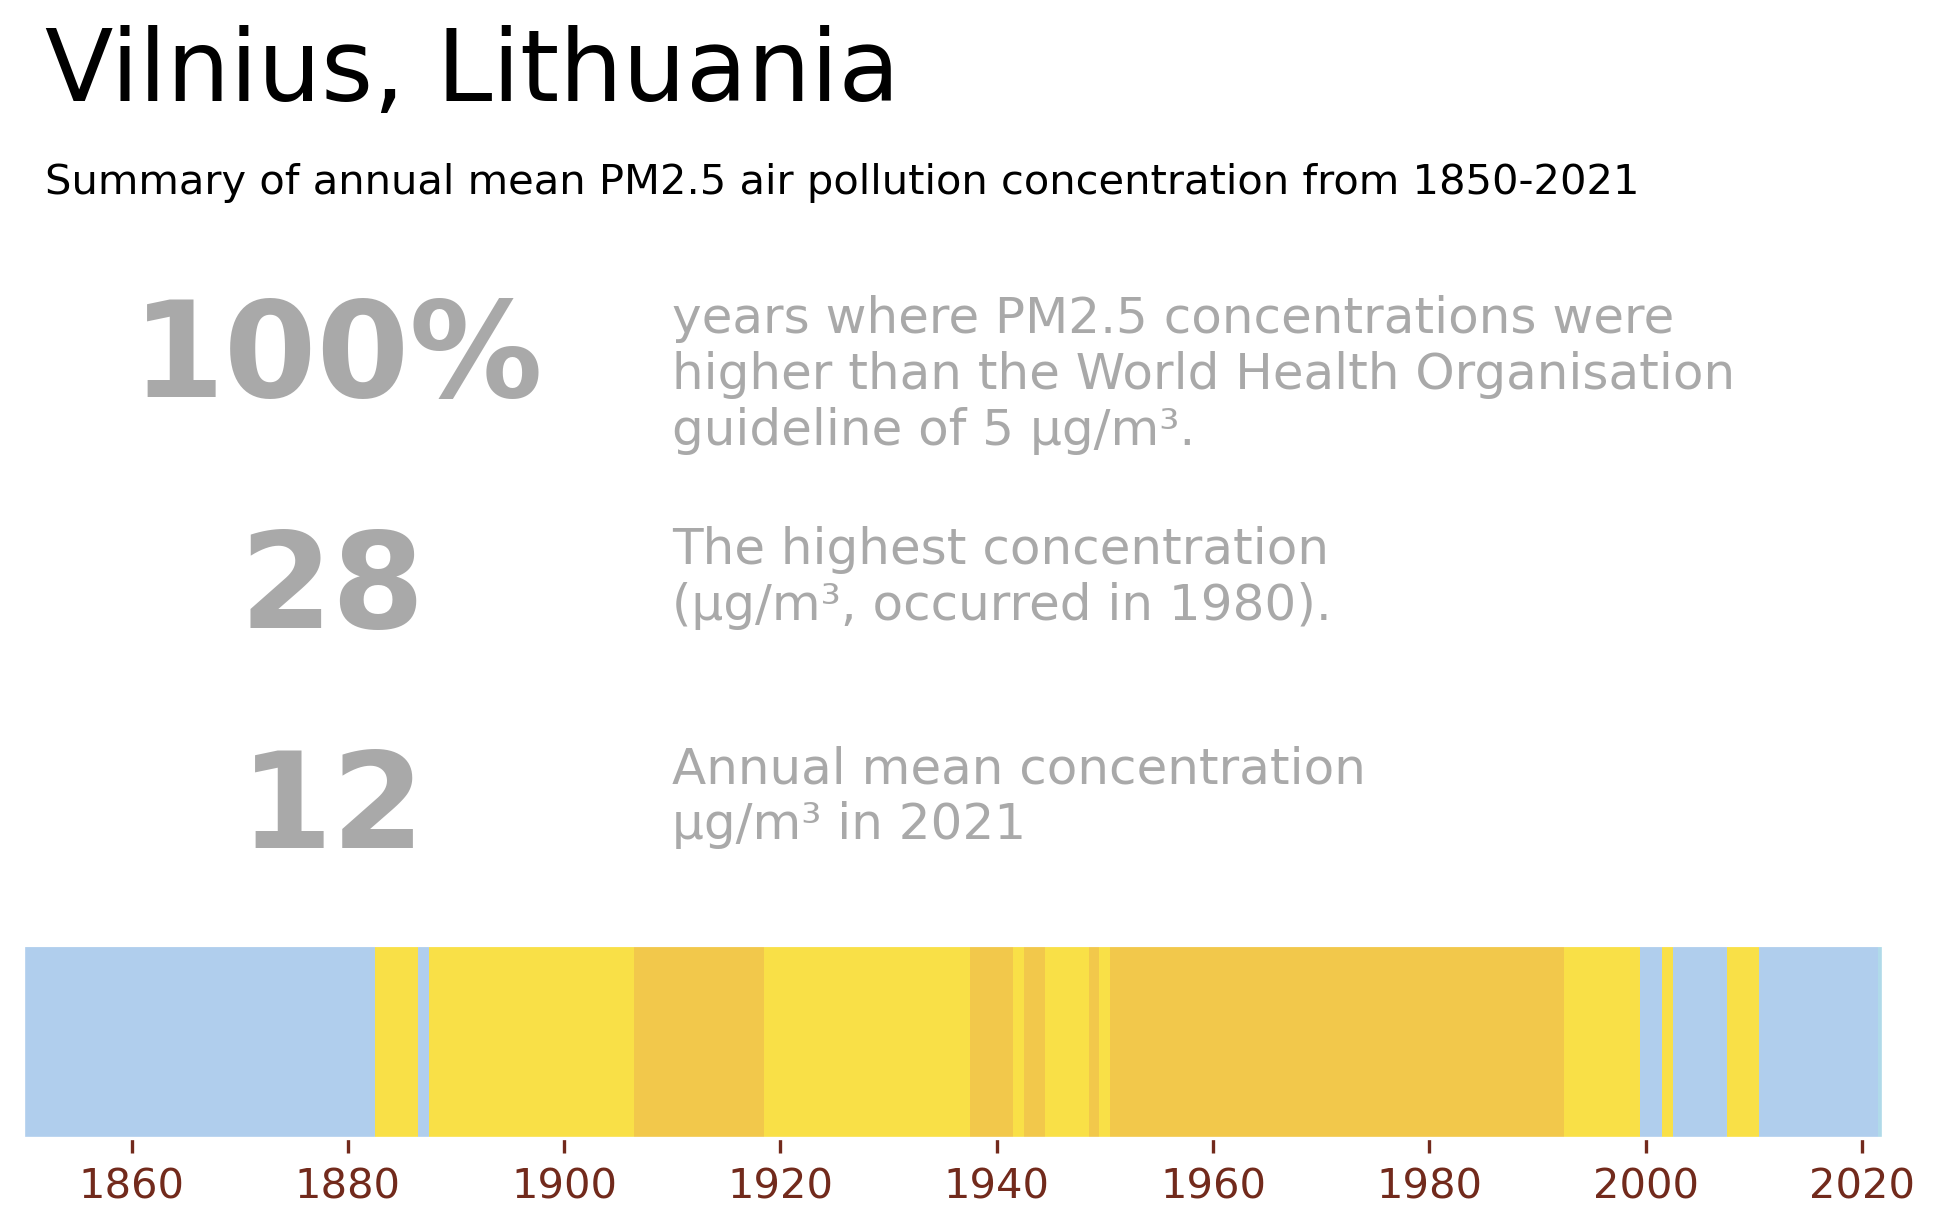 Vilnius, Lithuania
Summary of annual mean PM2.5 air pollution concentration from 1850-2021
100%
years where PM2.5 concentrations were
higher than the World Health Organisation
guideline of 5 μg/m³.
28
The highest concentration
(μg/m³, occurred in 1980).
12
Annual mean concentration
μg/m³ in 2021
1860 1880 1900 1920 1940 1960 1980 2000 2020